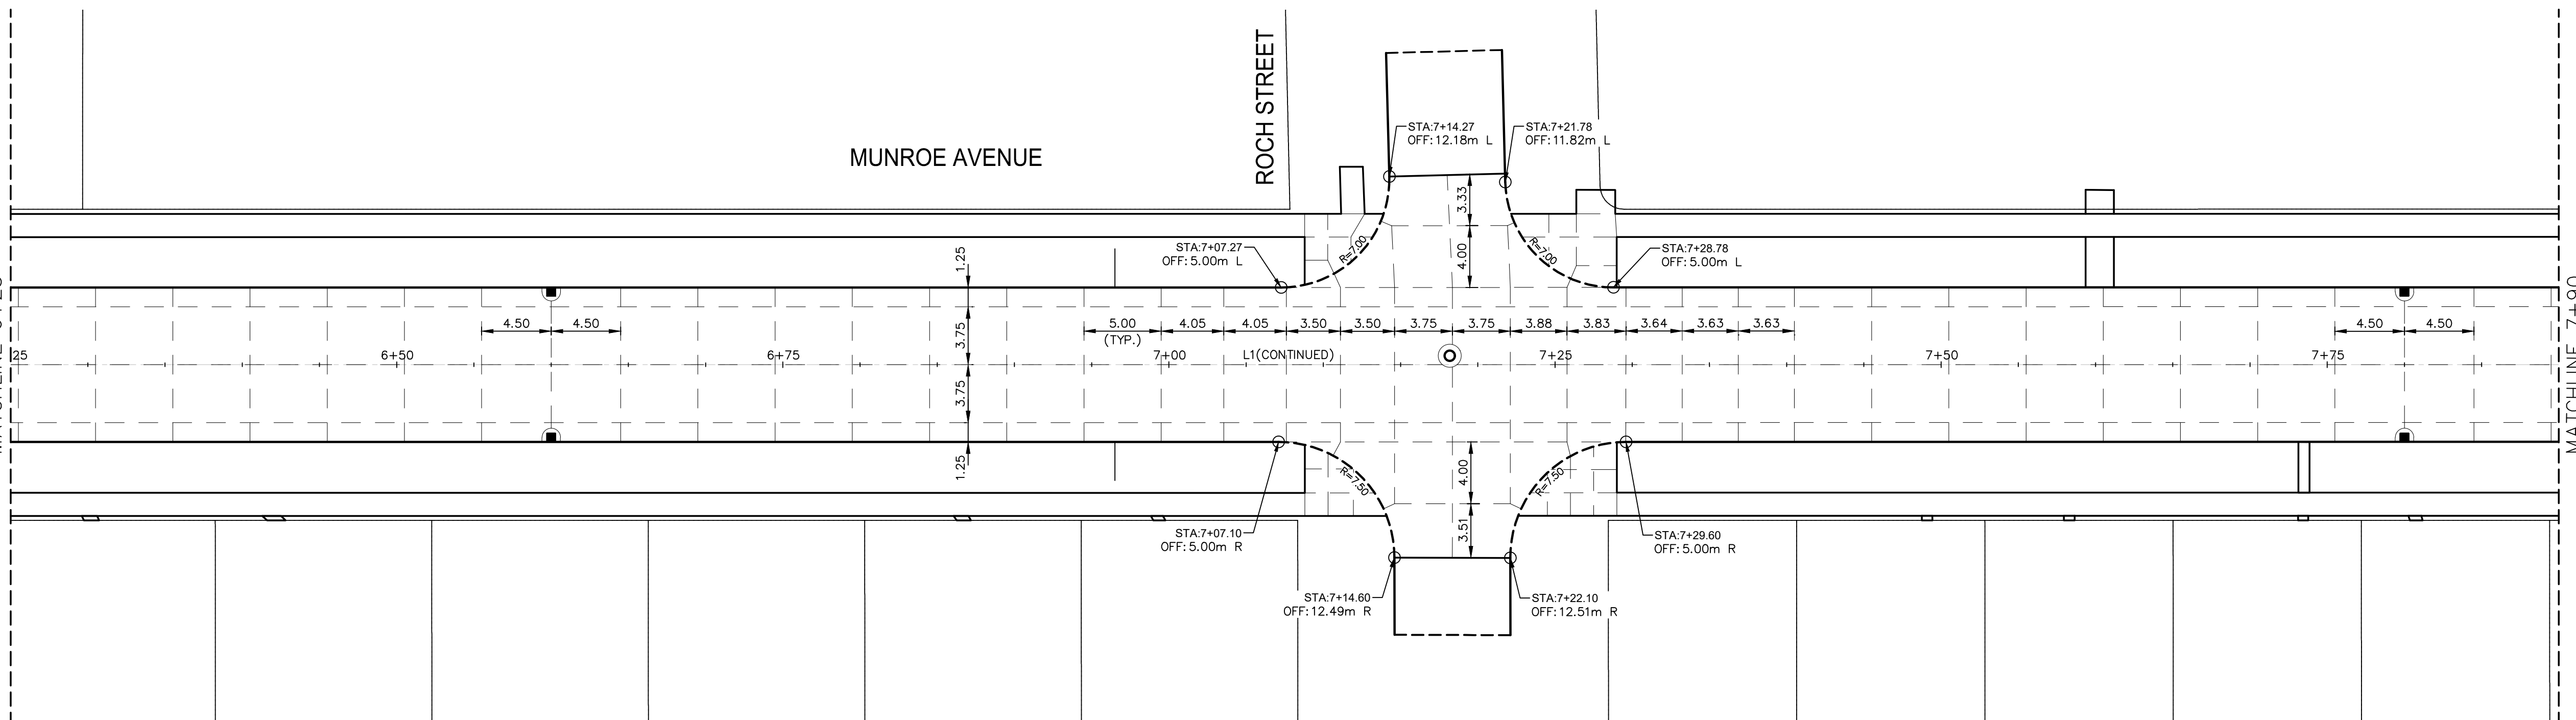 ROCH STREET
MUNROE AVENUE
STA:7+14.27
OFF:12.18m L
STA:7+21.78
OFF:11.82m L
3.33
4.00
R=7.00
R=7.00
STA:7+07.27
OFF:5.00m L
STA:7+28.78
OFF:5.00m L
1.25
3.75
3.75
1.25
4.50
4.50
5.00
(TYP.)
4.05
4.05
3.50
3.50
3.75
3.75
3.88
3.83
3.64
3.63
3.63
4.50
4.50
25
6+50
6+75
7+00
L1(CONTINUED)
7+25
7+50
7+75
MATCHLINE 7+90
4.00
3.51
R=7.50
R=7.50
STA:7+07.10
OFF:5.00m R
STA:7+29.60
OFF:5.00m R
STA:7+14.60
OFF:12.49m R
STA:7+22.10
OFF:12.51m R